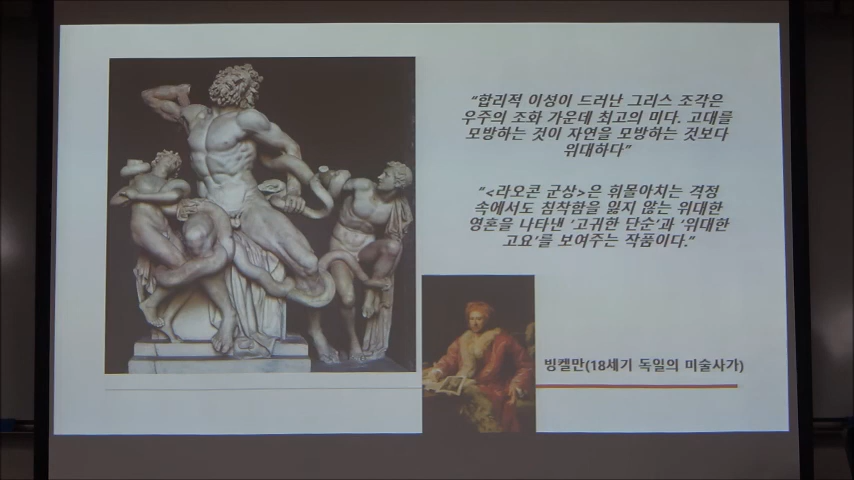 “합리적 이성이 드러난 그리스 조각은
우주의 조화 가운데 최고의 미다. 고대를
모방하는 것이 자연을 모방하는 것보다
위대하다”
“<라오콘 군상>은 휘몰아치는 격정
속에서도 침착함을 잃지 않는 위대한
영혼을 나타낸 ‘고귀한 단순’과 ‘위대한
고요’를 보여주는 작품이다.”
빙켈만(18세기 독일의 미술사가)